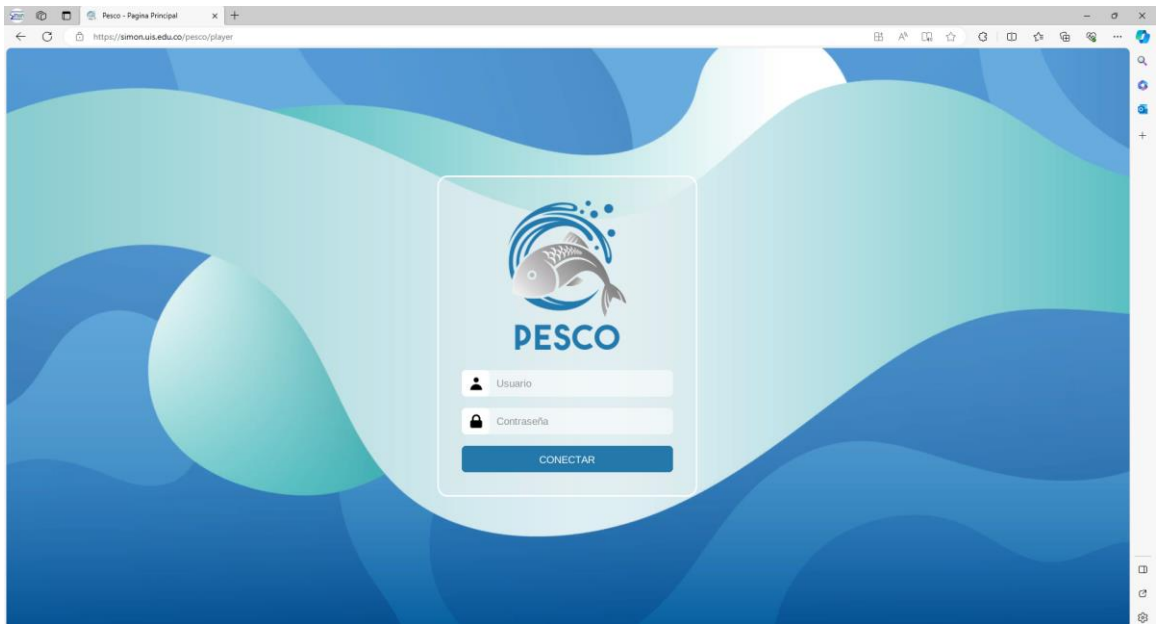 Pesco - Pagina Principal
https://simon.uis.edu.co/pesco/player
PESCO
Usuario
Contraseña
CONECTAR